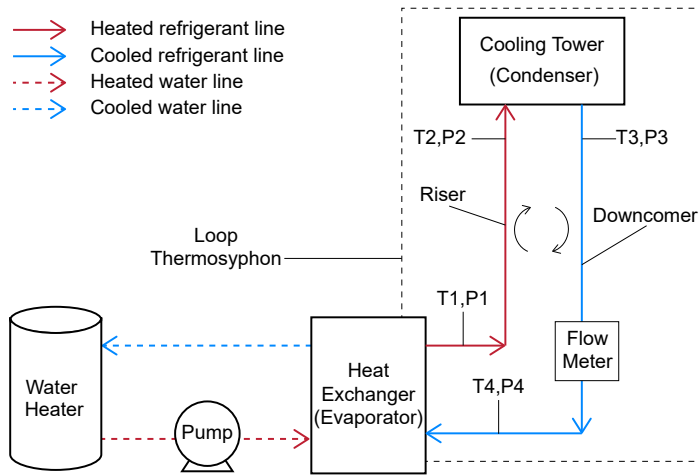 Heated refrigerant line
Cooled refrigerant line
Heated water line
Cooled water line
Cooling Tower
(Condenser)
T2,P2
T3,P3
Riser
Downcomer
Loop
Thermosyphon
T1,P1
Flow
Meter
Heat
Exchanger
(Evaporator)
T4,P4
Water
Heater
Pump